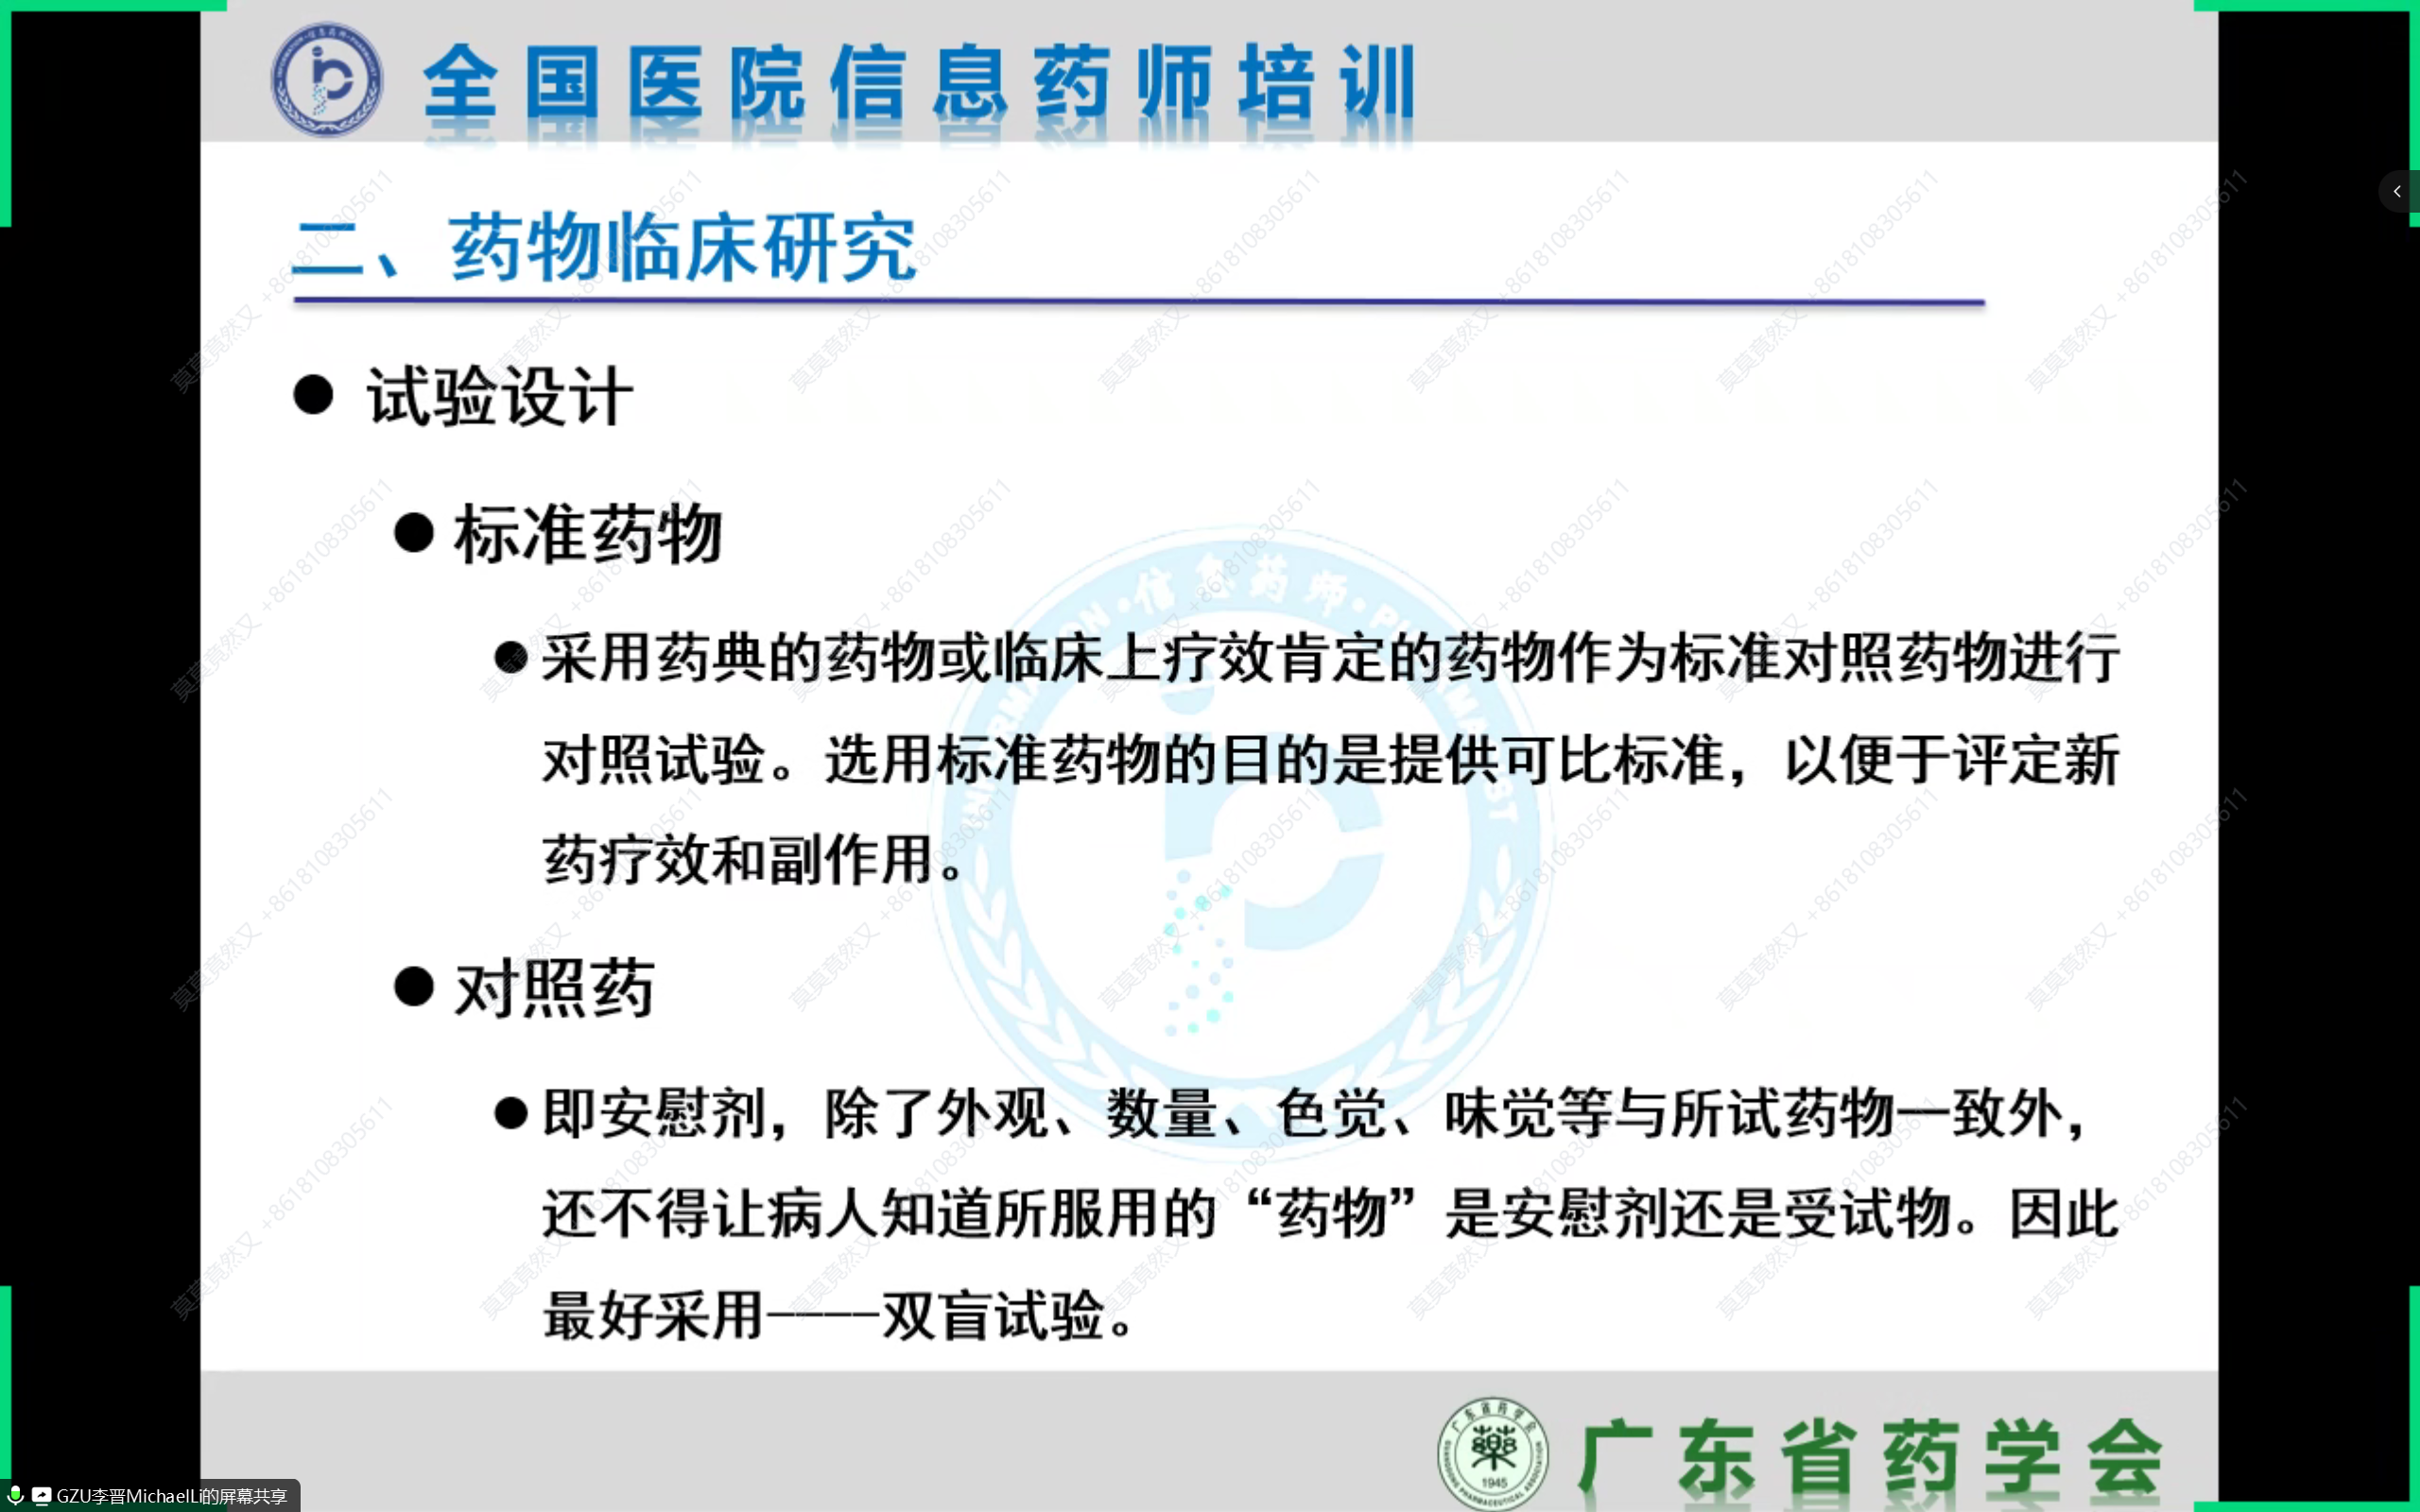 全国医院信息药师培训
二、药物临床研究
● 试验设计
● 标准药物
● 采用药典的药物或临床上疗效肯定的药物作为标准对照药物进行
对照试验。选用标准药物的目的是提供可比标准，以便于评定新
药疗效和副作用。
● 对照药
● 即安慰剂，除了外观、数量、色觉、味觉等与所试药物一致外，
还不得让病人知道所服用的“药物”是安慰剂还是受试物。因此
最好采用————双盲试验。
广东省药学会
1945
GZU李晋MichaelLi的屏幕共享
莫莫竟然又 +8618108305611